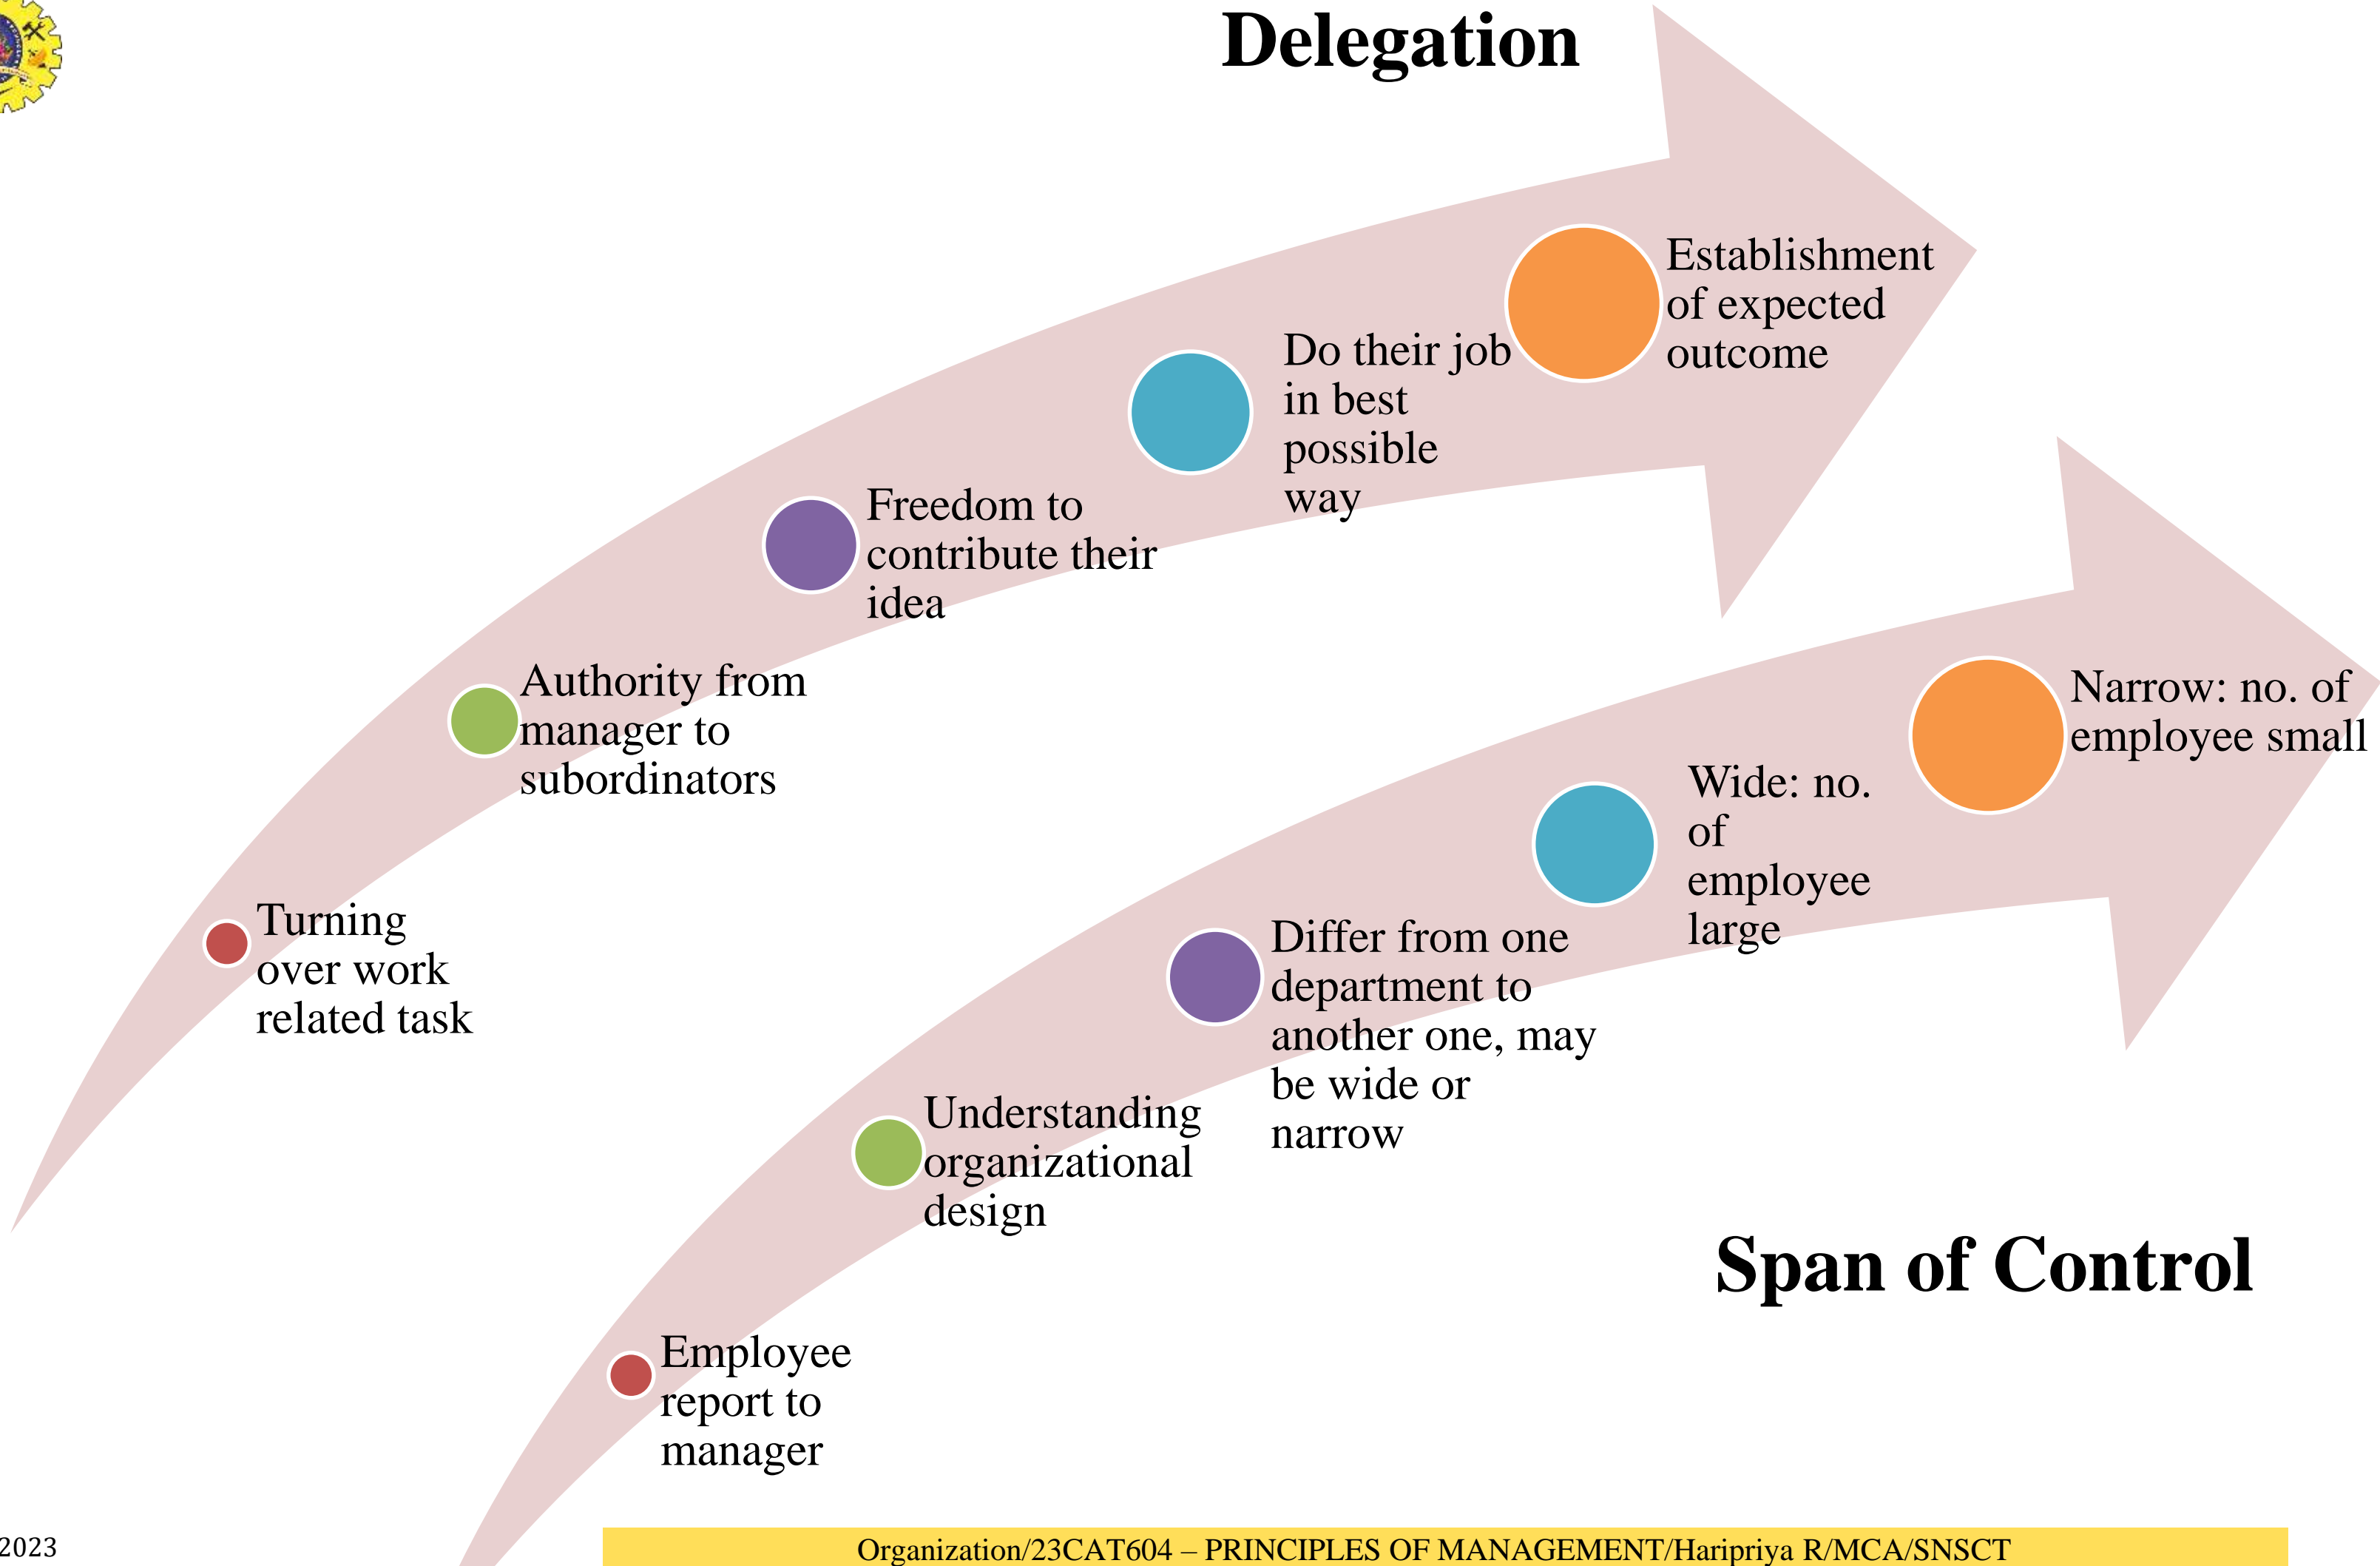 Delegation
Establishment
of expected
outcome
Do their job
in best
possible
way
Freedom to
contribute their
idea
Authority from
manager to
subordinators
Turning
over work
related task
Narrow: no. of
employee small
Wide: no.
of
employee
large
Differ from one
department to
another one, may
be wide or
narrow
Understanding
organizational
design
Employee
report to
manager
Span of Control
2023
Organization/23CAT604 – PRINCIPLES OF MANAGEMENT/Haripriya R/MCA/SNSCT